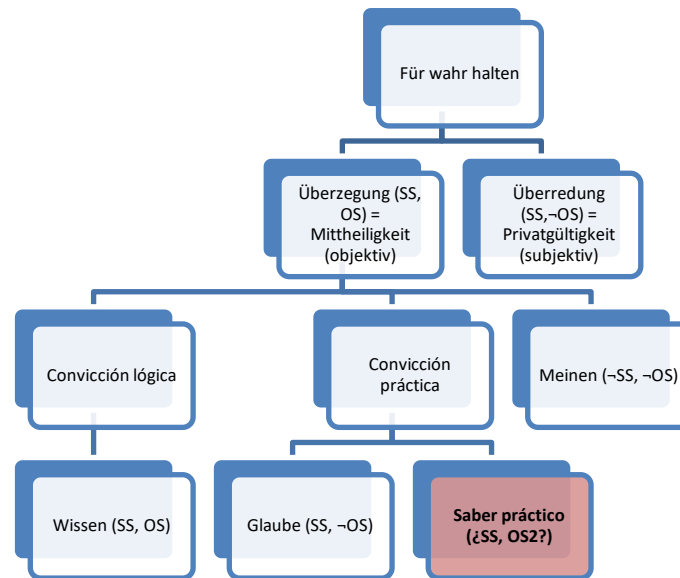 Für wahr halten
Überzegung (SS,
OS) =
Mittheiligkeit
(objektiv)
Überredung
(SS,¬OS) =
Privatgültigkeit
(subjektiv)
Convicción lógica
Convicción
práctica
Meinen (¬SS, ¬OS)
Wissen (SS, OS)
Glaube (SS, ¬OS)
Saber práctico
(¿SS, OS2?)